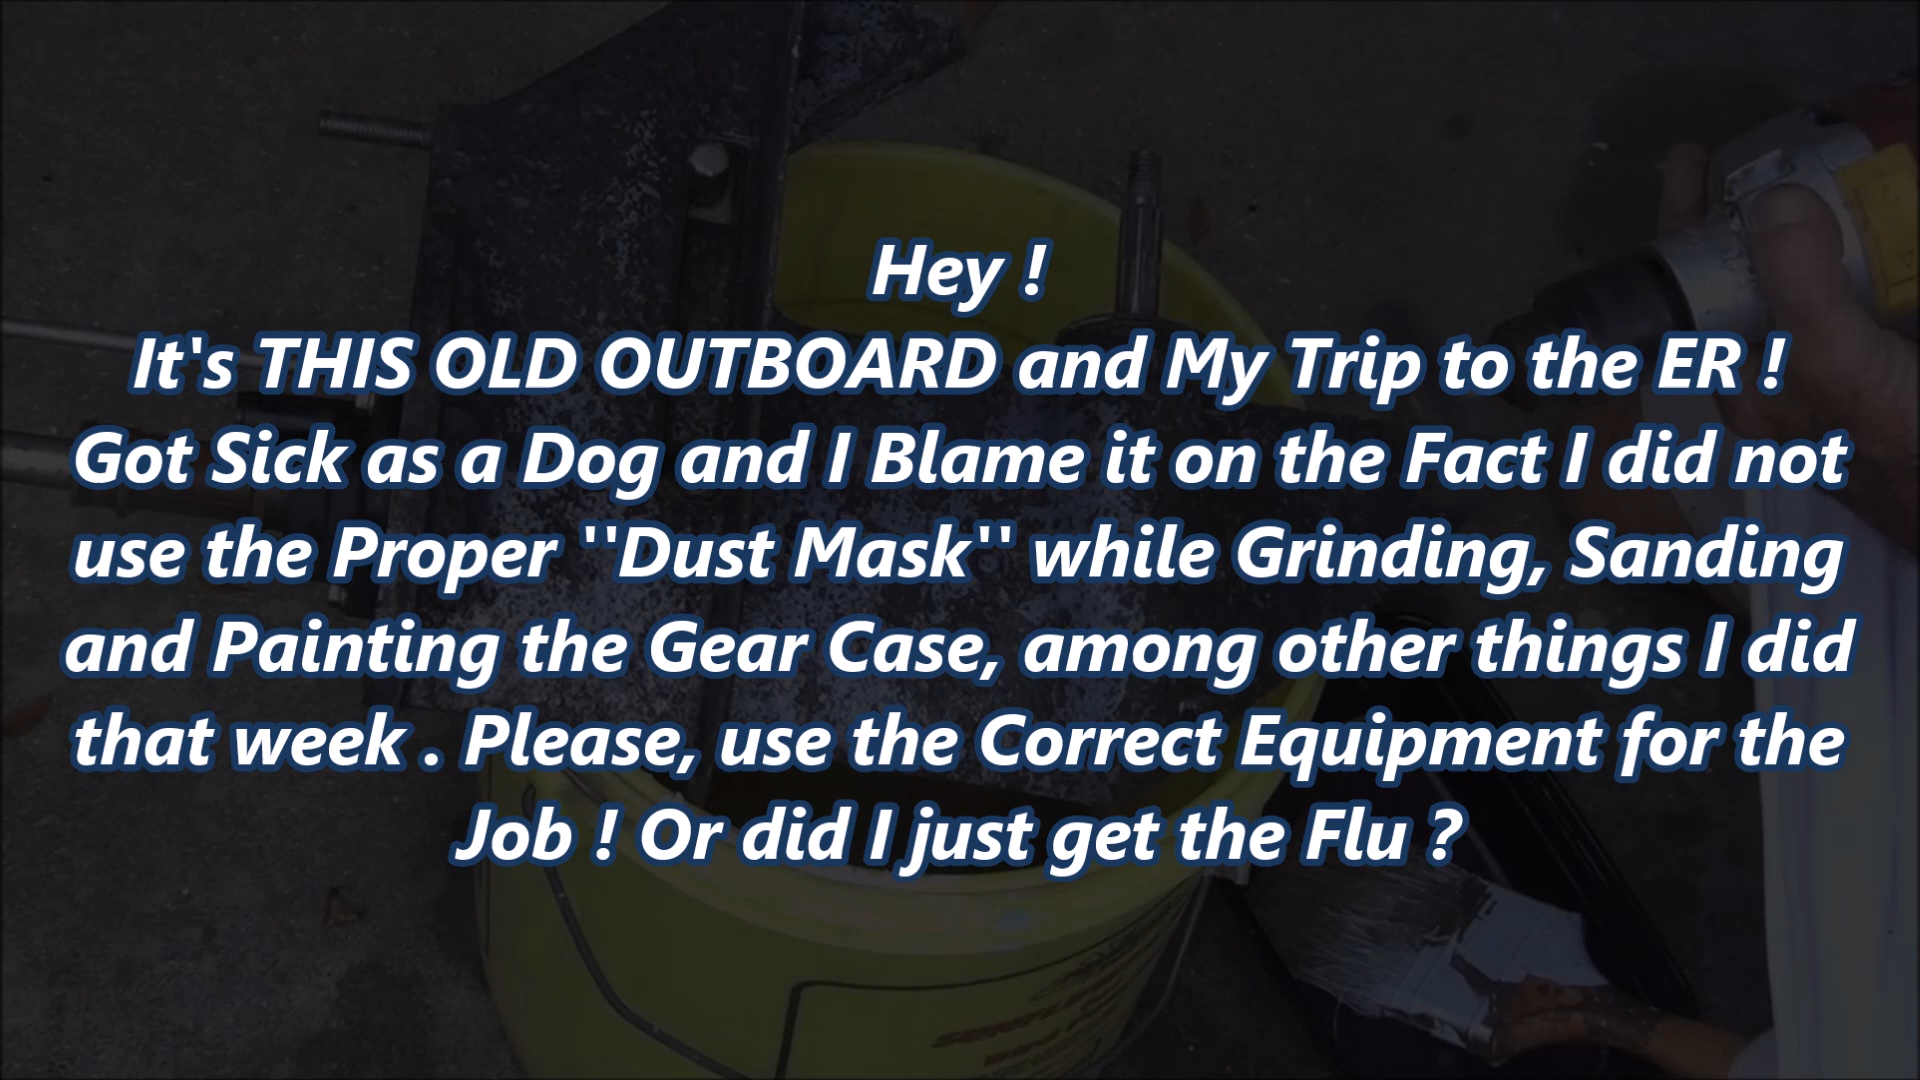 Hey !
It's THIS OLD OUTBOARD and My Trip to the ER !
Got Sick as a Dog and I Blame it on the Fact I did not
use the Proper ''Dust Mask'' while Grinding, Sanding
and Painting the Gear Case, among other things I did
that week . Please, use the Correct Equipment for the
Job ! Or did I just get the Flu ?